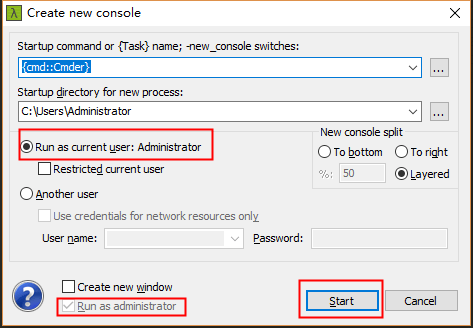 Create new console
Startup command or {Task} name; -new_console switches:
{cmd::Cmder}
...
Startup directory for new process:
C:\Users\Administrator
...
Run as current user: Administrator
Restricted current user
Another user
Use credentials for network resources only
User name:
Password:
New console split
To bottom
To right
%:
50
Layered
Create new window
Run as administrator
Start
Cancel